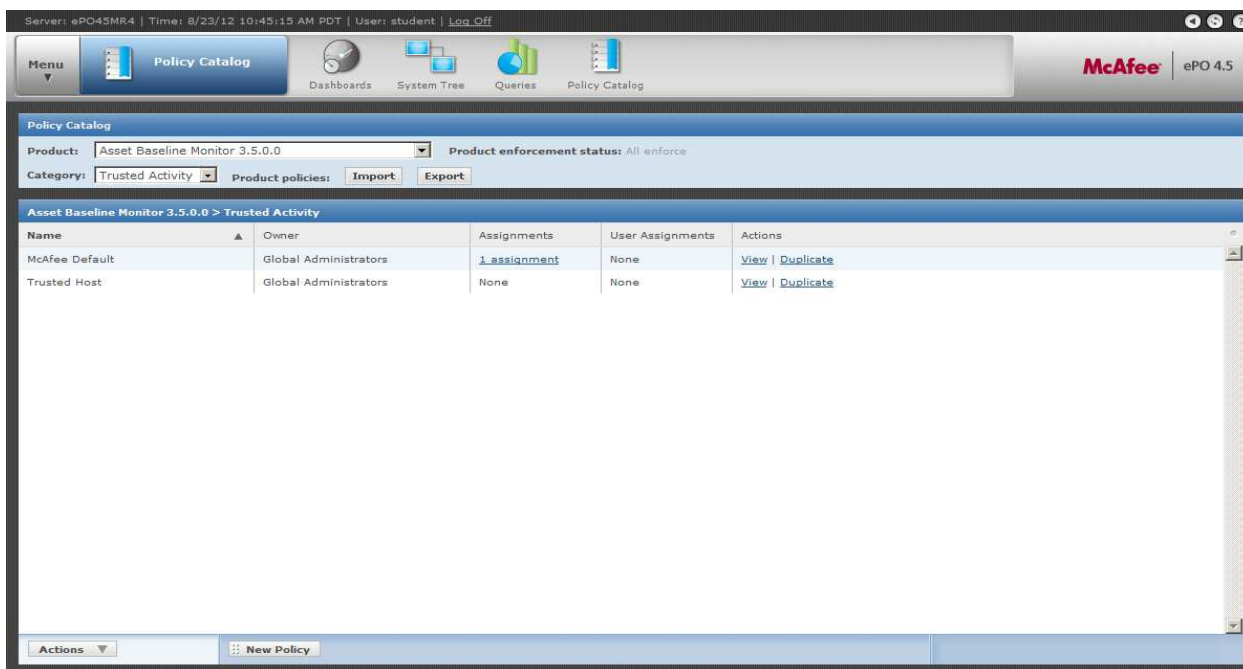 Server: ePO45MR4 | Time: 8/23/12 10:45:15 AM PDT | User: student | Log Off
Menu
Policy Catalog
Dashboards
System Tree
Queries
Policy Catalog
McAfee
ePO 4.5
Policy Catalog
Product: Asset Baseline Monitor 3.5.0.0 Product enforcement status: All enforce
Category: Trusted Activity Product policies: Import Export
Asset Baseline Monitor 3.5.0.0 > Trusted Activity
Name Owner Assignments User Assignments Actions
McAfee Default Global Administrators 1 assignment None View | Duplicate
Trusted Host Global Administrators None None View | Duplicate
Actions New Policy